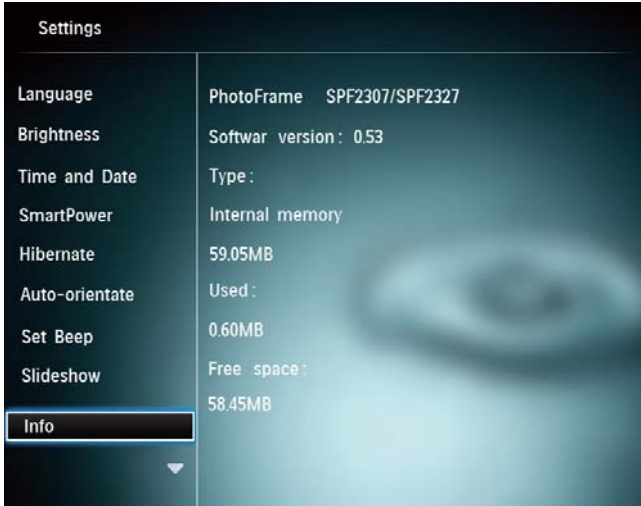 Settings
Language
Brightness
Time and Date
SmartPower
Hibernate
Auto-orientate
Set Beep
Slideshow
Info
PhotoFrame SPF2307/SPF2327
Softwar version: 0.53
Type:
Internal memory
59.05MB
Used:
0.60MB
Free space:
58.45MB